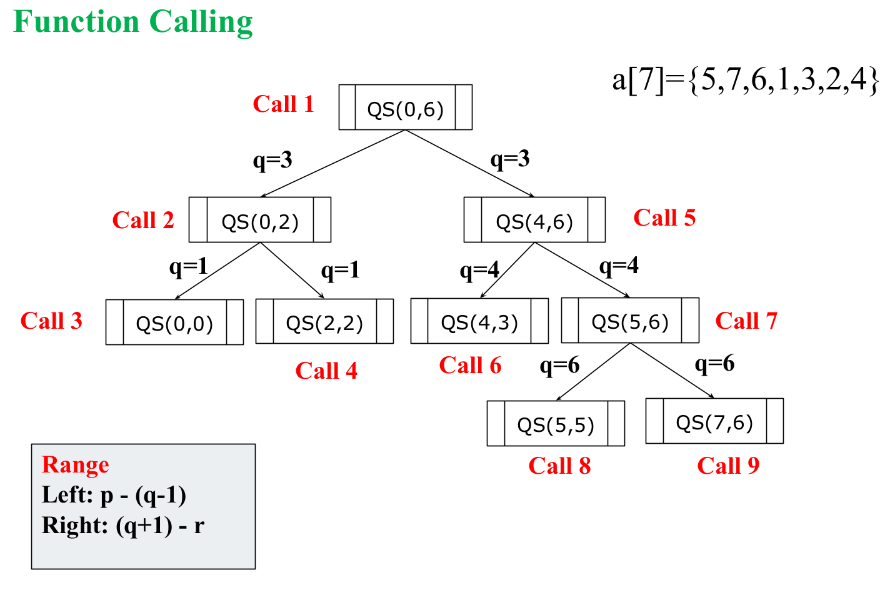 Function Calling
a[7]={5,7,6,1,3,2,4}
Call 1
QS(0,6)
q=3
q=3
Call 2
QS(0,2)
QS(4,6)
Call 5
q=1
q=1
q=4
q=4
Call 3
QS(0,0)
QS(2,2)
QS(4,3)
QS(5,6)
Call 7
Call 4
Call 6
q=6
q=6
QS(5,5)
QS(7,6)
Call 8
Call 9
Range
Left: p - (q-1)
Right: (q+1) - r